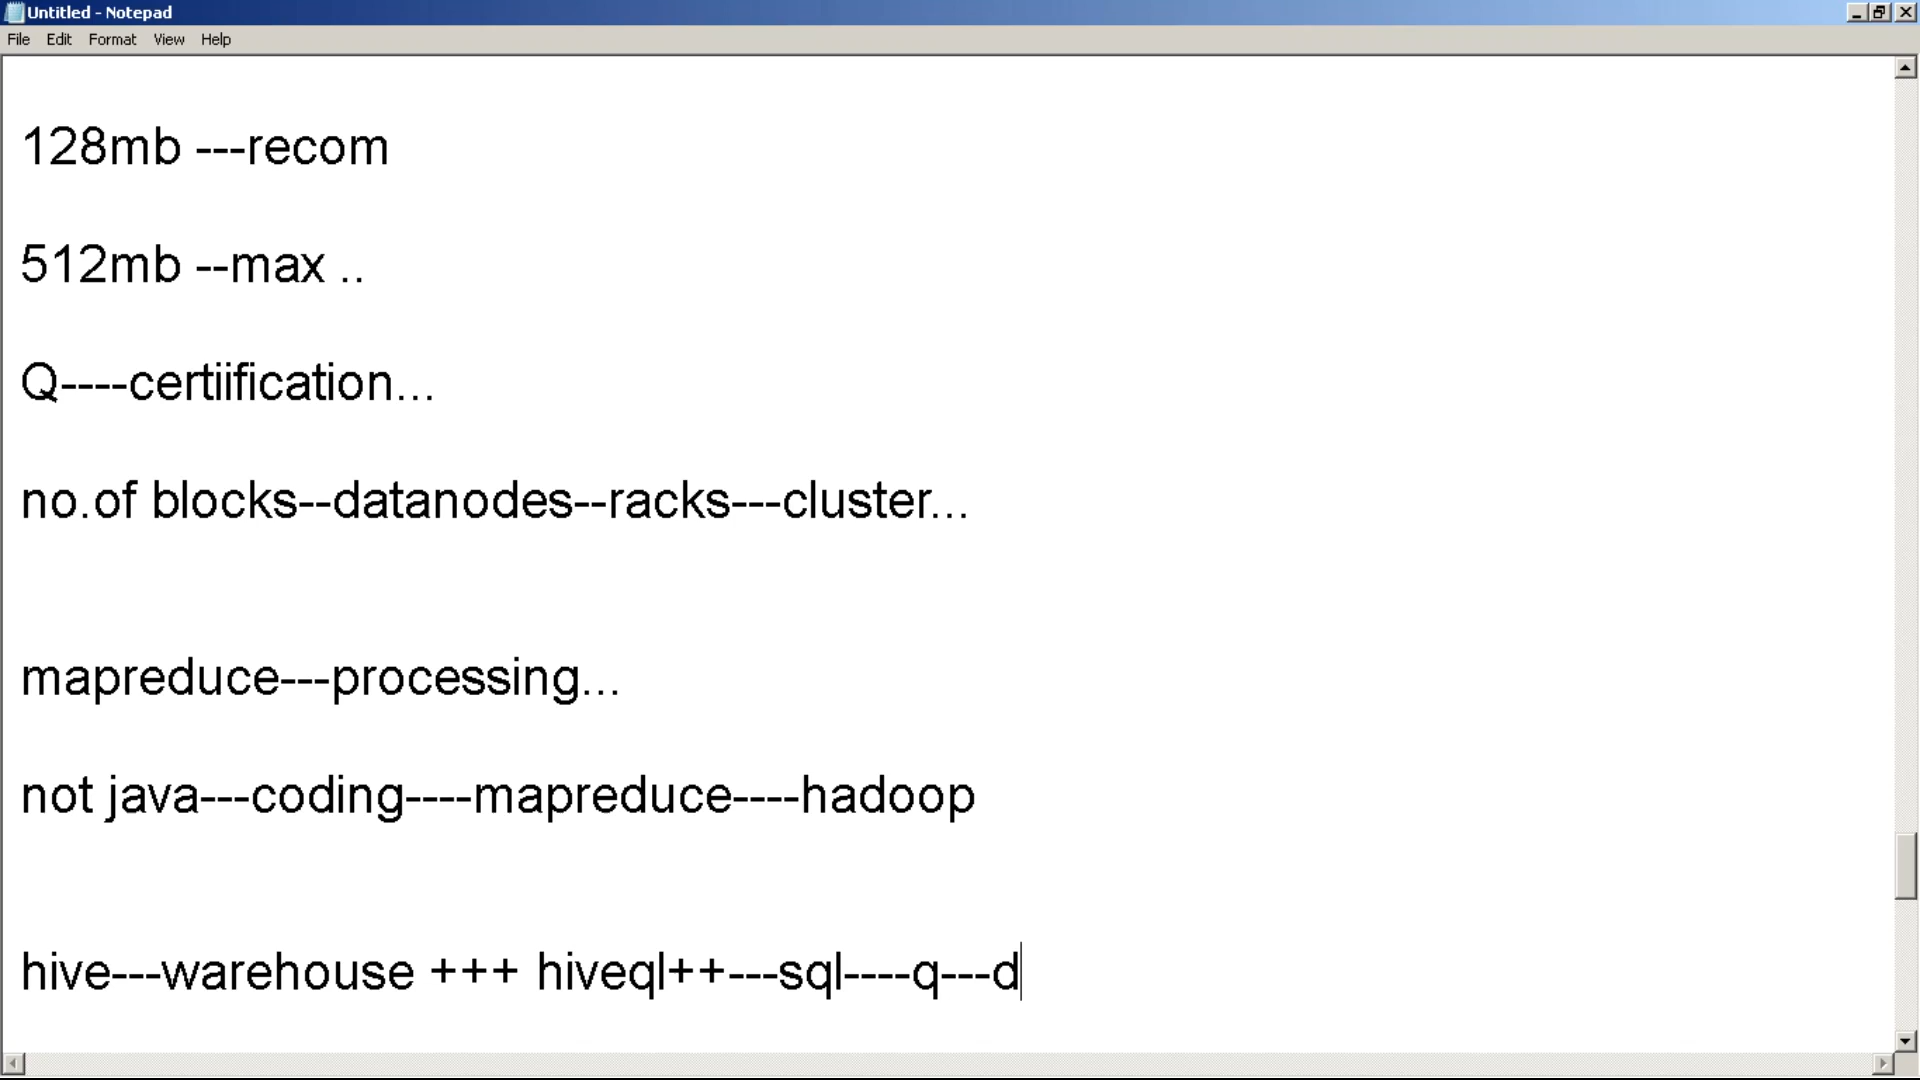 Untitled - Notepad
File Edit Format View Help
128mb ---recom
512mb --max ..
Q----certiification...
no.of blocks--datanodes--racks---cluster...
mapreduce---processing...
not java---coding----mapreduce----hadoop
hive---warehouse +++ hiveql++---sql----q---d